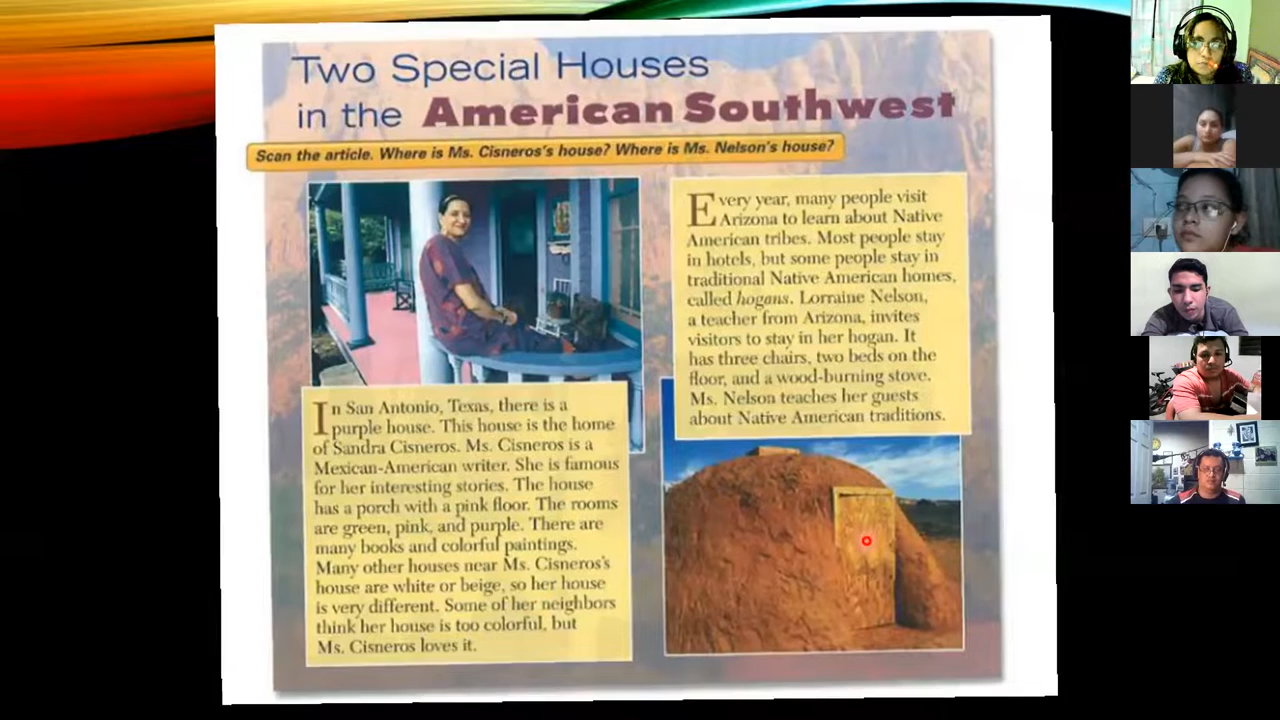 Two Special Houses
in the American Southwest
Scan the article. Where is Ms. Cisneros's house? Where is Ms. Nelson's house?
In San Antonio, Texas, there is a
purple house. This house is the home
of Sandra Cisneros. Ms. Cisneros is a
Mexican-American writer. She is famous
for her interesting stories. The house
has a porch with a pink floor. The rooms
are green, pink, and purple. There are
many books and colorful paintings.
Many other houses near Ms. Cisneros's
house are white or beige, so her house
is very different. Some of her neighbors
think her house is too colorful, but
Ms. Cisneros loves it.
Every year, many people visit
Arizona to learn about Native
American tribes. Most people stay
in hotels, but some people stay in
traditional Native American homes,
called hogans. Lorraine Nelson,
a teacher from Arizona, invites
visitors to stay in her hogan. It
has three chairs, two beds on the
floor, and a wood-burning stove.
Ms. Nelson teaches her guests
about Native American traditions.